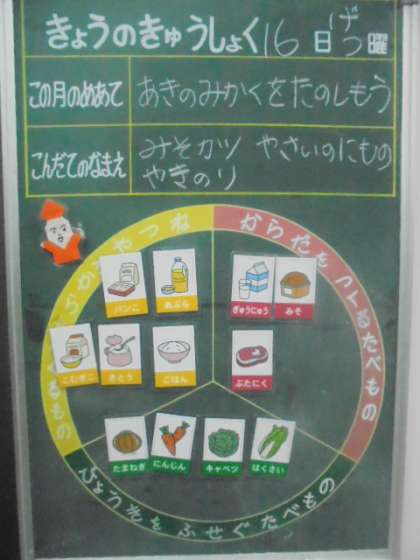 きょうのきゅうしょく 16日 げつ曜
この月のめあて あきのみかくをたのしもう
こんだてのなまえ みそカツ やさいのにもの
やきのり
からだをつくるたべもの
パンこ あぶら ぎゅうにゅう みそ
こむぎこ さとう ごはん ぶたにく
たまねぎ にんじん キャベツ はくさい
びょうきをふせぐたべもの